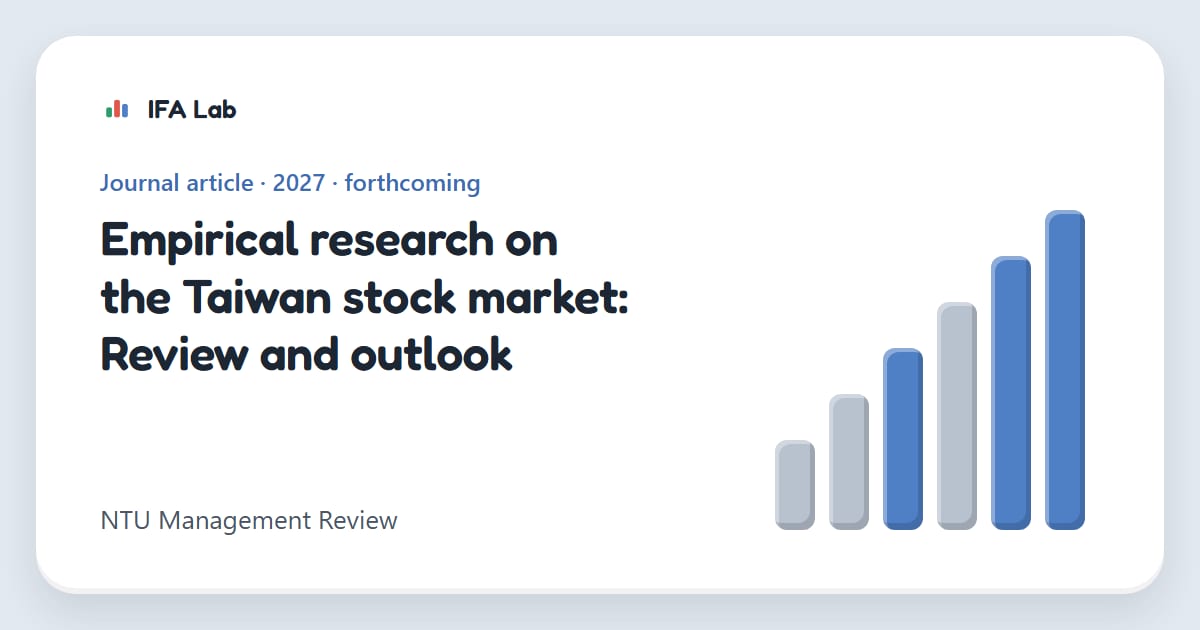 IFA Lab
Journal article · 2027 · forthcoming
Empirical research on
the Taiwan stock market:
Review and outlook
NTU Management Review